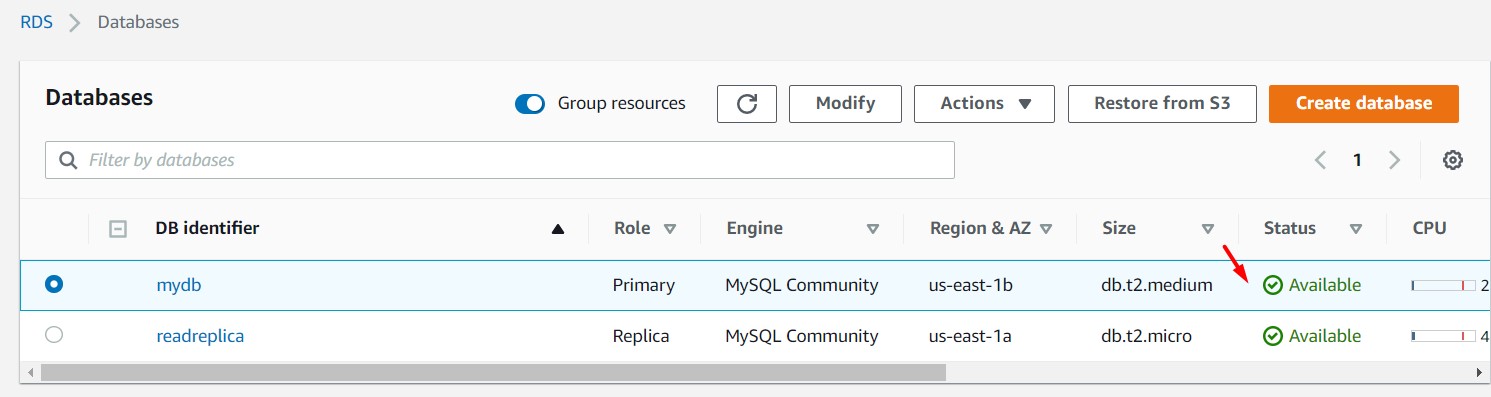 RDS > Databases
Databases Group resources Modify Actions Restore from S3 Create database
Filter by databases 1
DB identifier Role Engine Region & AZ Size Status CPU
mydb Primary MySQL Community us-east-1b db.t2.medium Available 2
readreplica Replica MySQL Community us-east-1a db.t2.micro Available 4